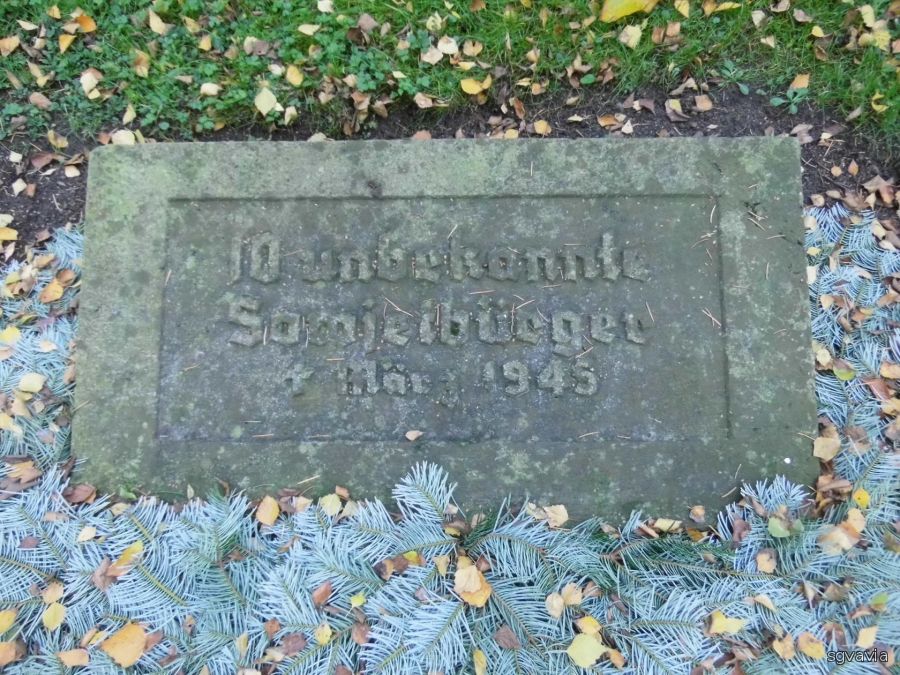 10 unbekannte
Sowjetbürger
† März 1945
sgvavia